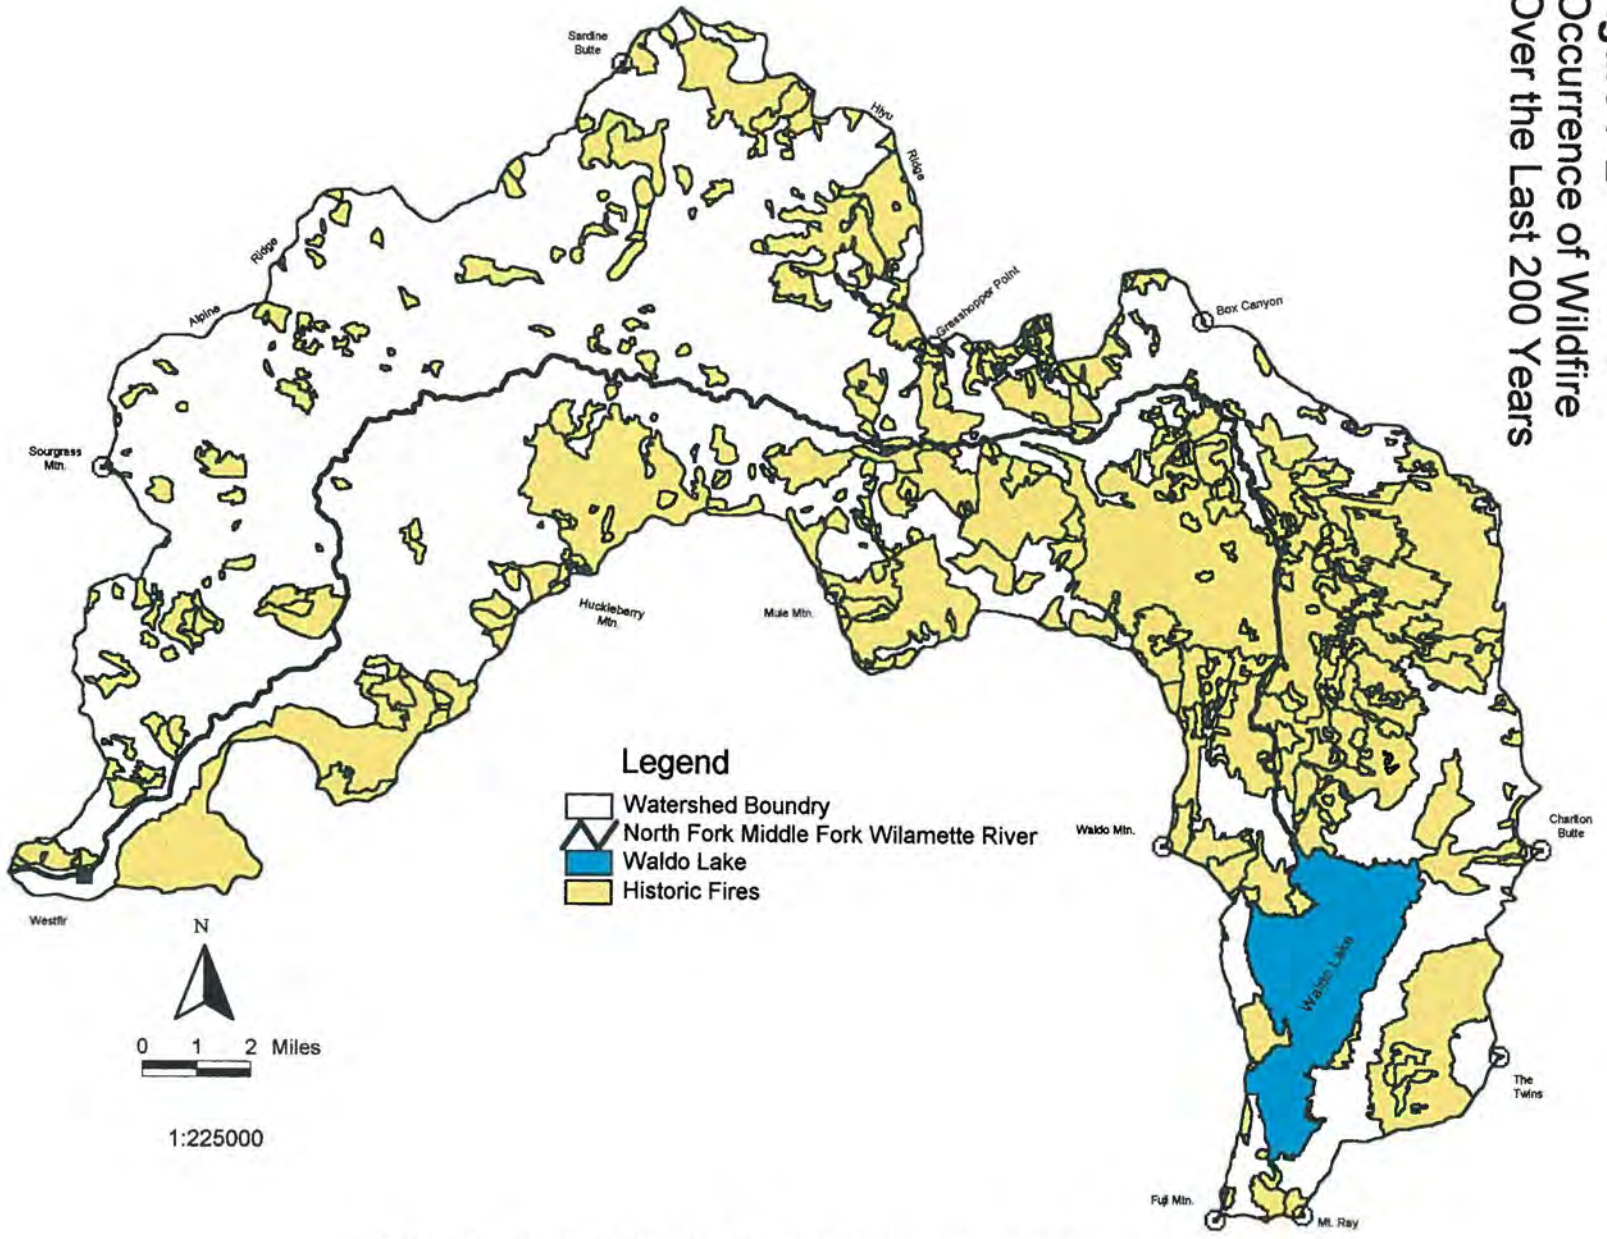 Occurrence of Wildfire
Over the Last 200 Years
Sardine
Butte
Hiyu
Ridge
Ridge
Alpine
Grasshopper Point
Box Canyon
Sourgrass
Mtn.
Huckleberry
Mtn.
Mule Mtn.
Legend
Watershed Boundry
North Fork Middle Fork Wilamette River
Waldo Lake
Historic Fires
Waldo Mtn.
Charlton
Butte
Westfir
N
0 1 2 Miles
1:225000
Waldo Lake
The
Twins
Fuji Mtn.
Mt. Ray